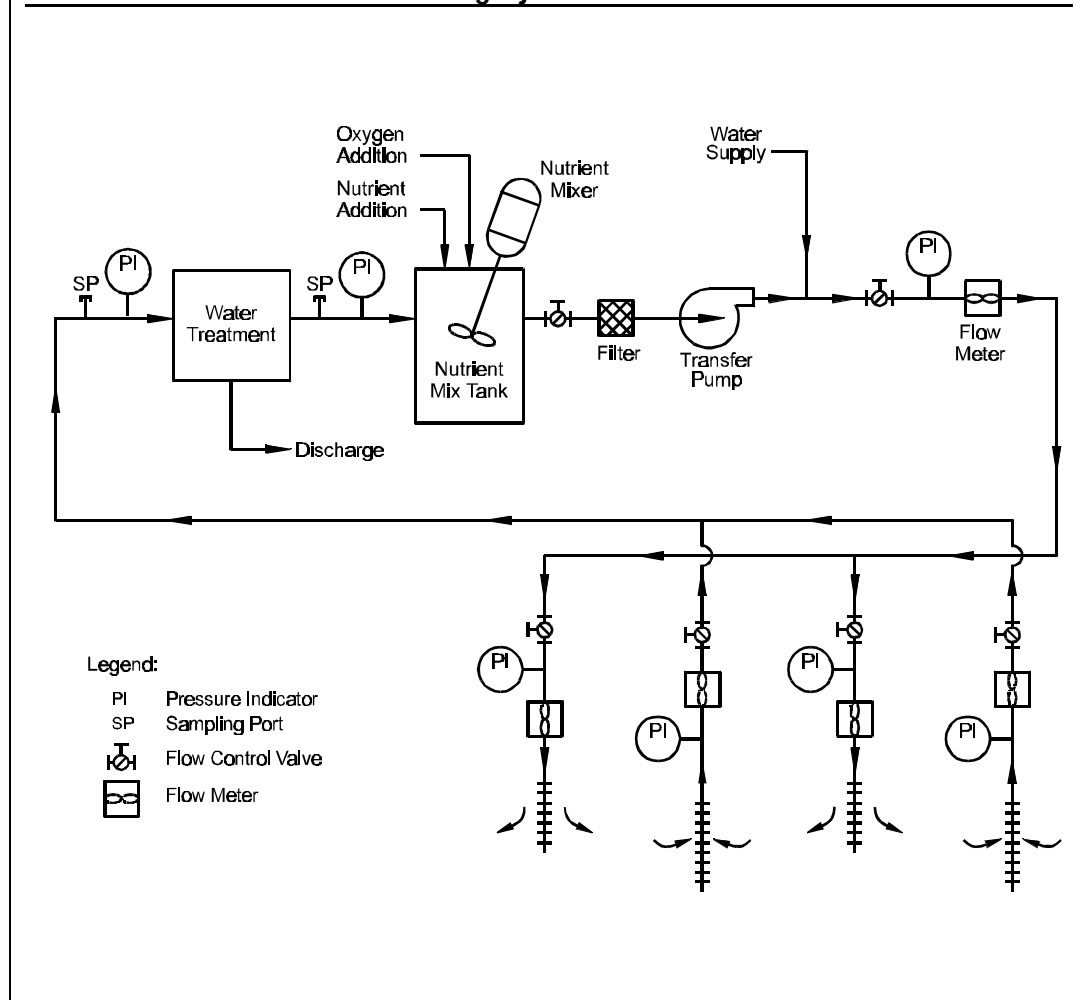 Oxygen
Addition
Nutrient
Addition
Nutrient
Mixer
Water
Supply
SP
PI
SP
PI
PI
Water
Treatment
Nutrient
Mix Tank
Filter
Transfer
Pump
Flow
Meter
Discharge
PI
PI
PI
PI
Legend:
PI Pressure Indicator
SP Sampling Port
Flow Control Valve
Flow Meter